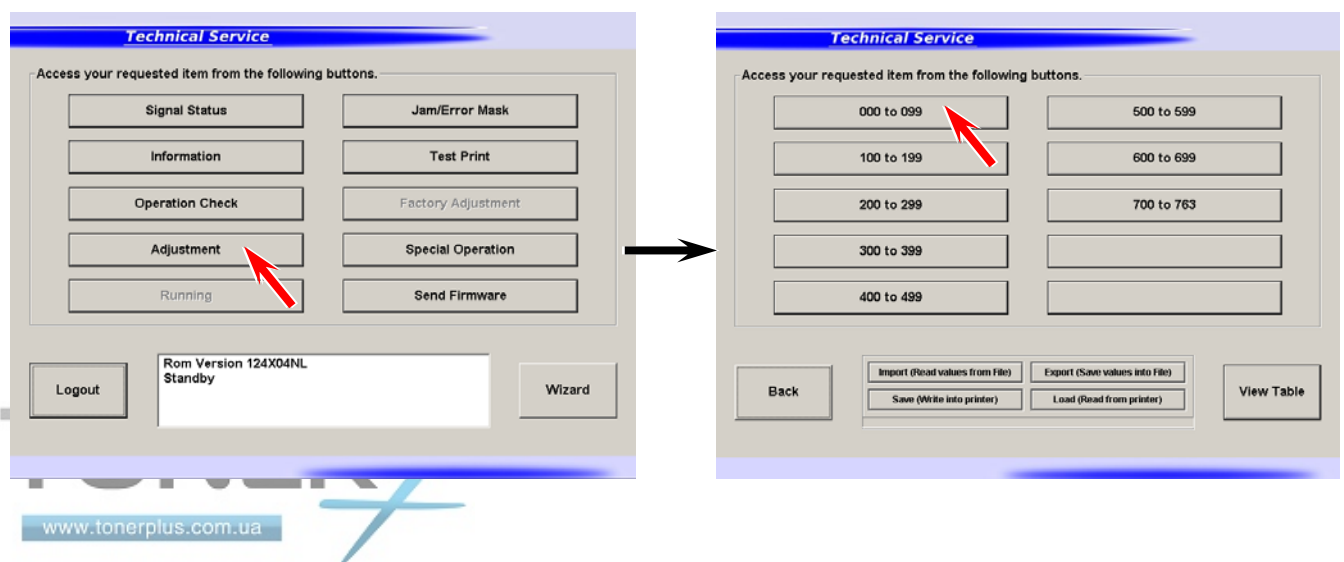 Technical Service
Access your requested item from the following buttons.
Signal Status
Jam/Error Mask
Information
Test Print
Operation Check
Factory Adjustment
Adjustment
Special Operation
Running
Send Firmware
Logout
Rom Version 124X04NL
Standby
Wizard
Technical Service
Access your requested item from the following buttons.
000 to 099
500 to 599
100 to 199
600 to 699
200 to 299
700 to 763
300 to 399
400 to 499
Back
Import (Read values from File)
Export (Save values into File)
Save (Write into printer)
Load (Read from printer)
View Table
www.tonerplus.com.ua